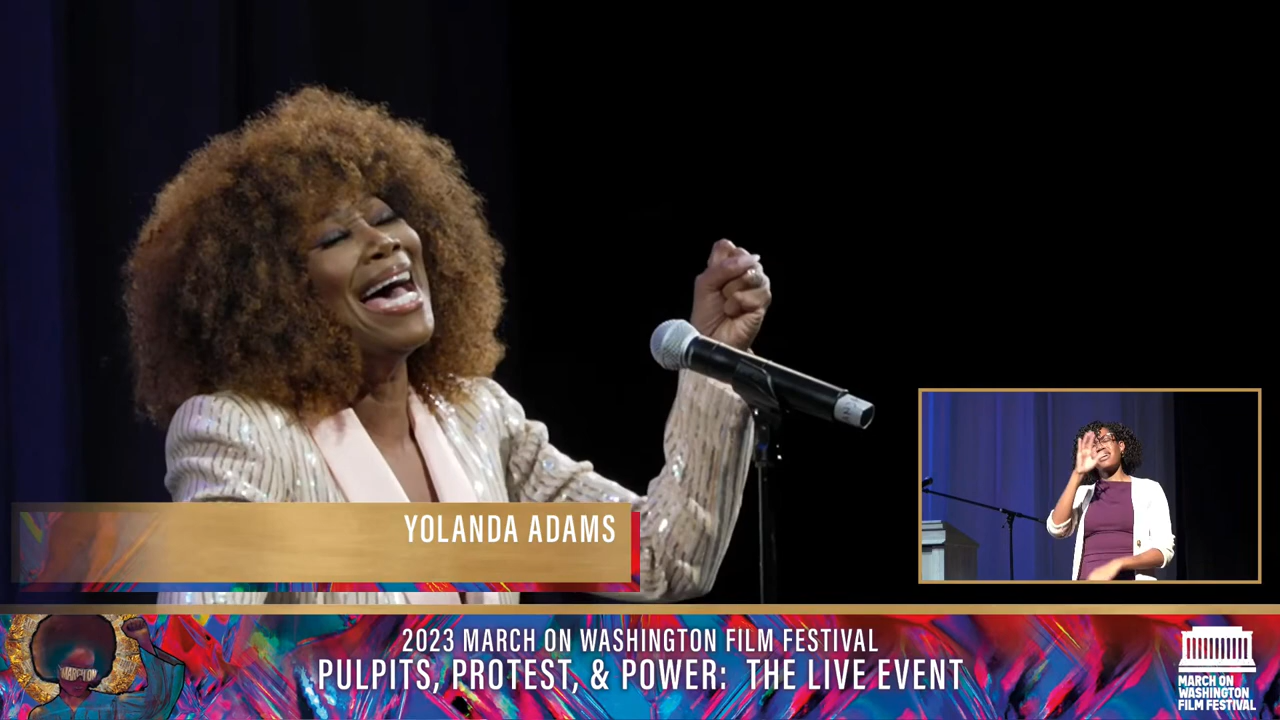 YOLANDA ADAMS
2023 MARCH ON WASHINGTON FILM FESTIVAL
PULPITS, PROTEST, & POWER: THE LIVE EVENT
MARCH ON
WASHINGTON
FILM FESTIVAL